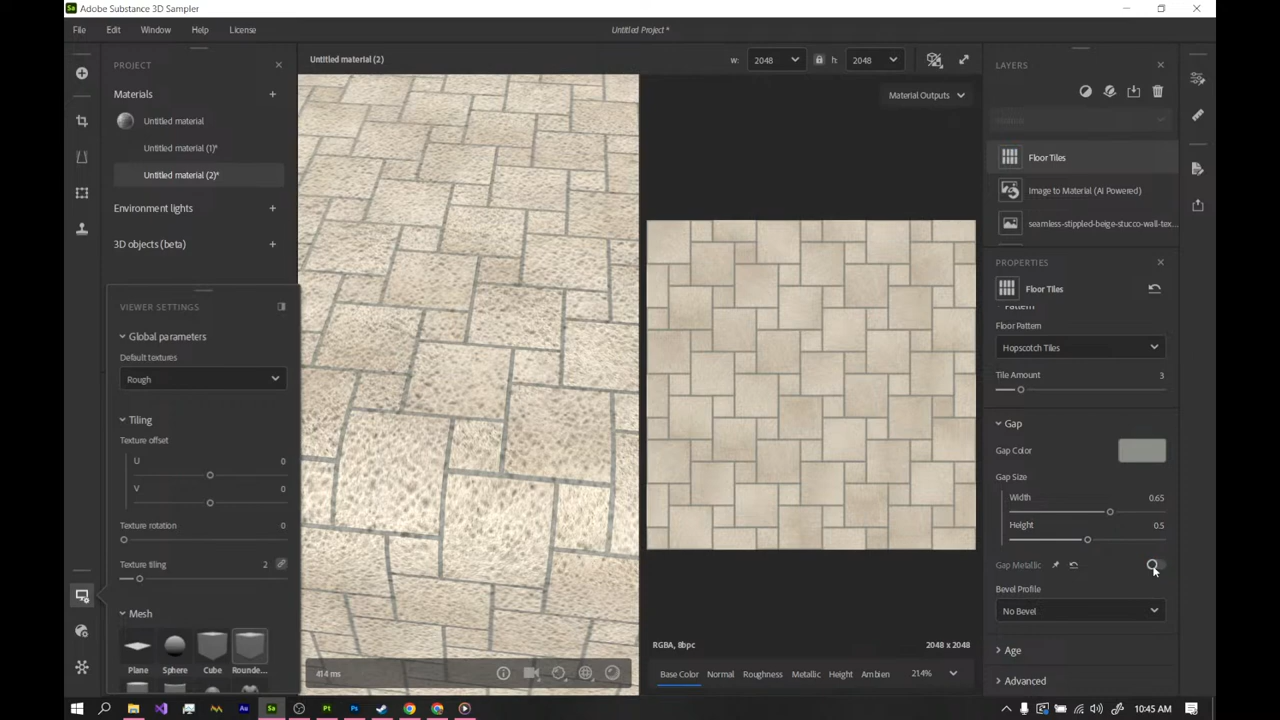 Adobe Substance 3D Sampler
File Edit Window Help License
Untitled Project *
PROJECT
Untitled material (2)
w: 2048 h: 2048
LAYERS
Materials
Material Outputs
Untitled material
Untitled material (1)*
Untitled material (2)*
Floor Tiles
Image to Material (AI Powered)
Environment lights
seamless-stippled-beige-stucco-wall-tex...
3D objects (beta)
PROPERTIES
Floor Tiles
VIEWER SETTINGS
Pattern
Global parameters
Floor Pattern
Default textures
Hopscotch Tiles
Rough
Tile Amount 3
Tiling
Gap
Texture offset
Gap Color
U 0
Gap Size
V 0
Width 0.65
Texture rotation 0
Height 0.5
Texture tiling 2
Gap Metallic
Bevel Profile
Mesh
No Bevel
Plane Sphere Cube Rounde...
RGBA, 8bpc 2048 x 2048
Age
414 ms
Base Color Normal Roughness Metallic Height Ambien 21.4%
Advanced
10:45 AM